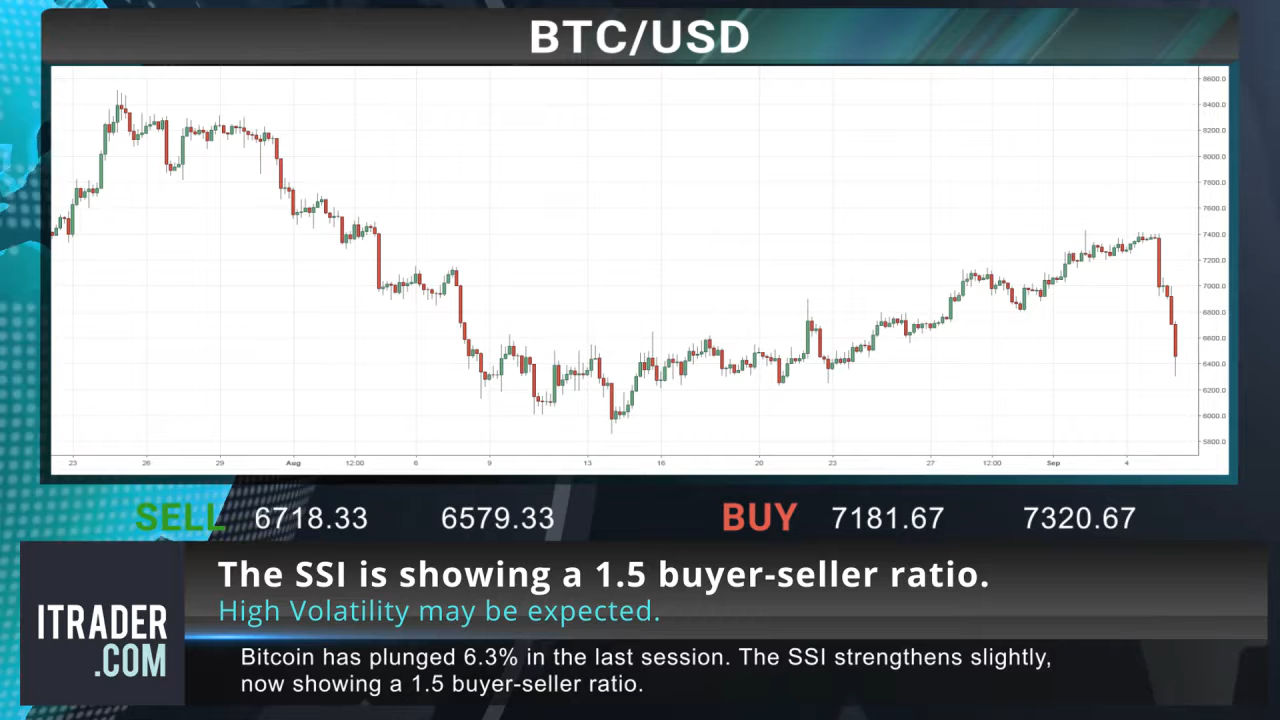 BTC/USD
8600.0
8400.0
8200.0
8000.0
7800.0
7600.0
7400.0
7200.0
7000.0
6800.0
6600.0
6400.0
6200.0
6000.0
5800.0
23 26 29 Aug 12:00 6 9 13 16 20 23 27 12:00 Sep 4
SELL 6718.33 6579.33 BUY 7181.67 7320.67
The SSI is showing a 1.5 buyer-seller ratio.
High Volatility may be expected.
ITRADER
.COM
Bitcoin has plunged 6.3% in the last session. The SSI strengthens slightly,
now showing a 1.5 buyer-seller ratio.